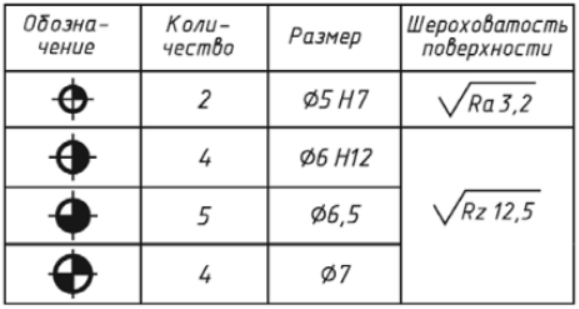 Обозна-
чение
Коли-
чество
Размер
Шероховатость
поверхности
2
Ø5 H7
√Ra 3,2
4
Ø6 H12
5
Ø6,5
√Rz 12,5
4
Ø7